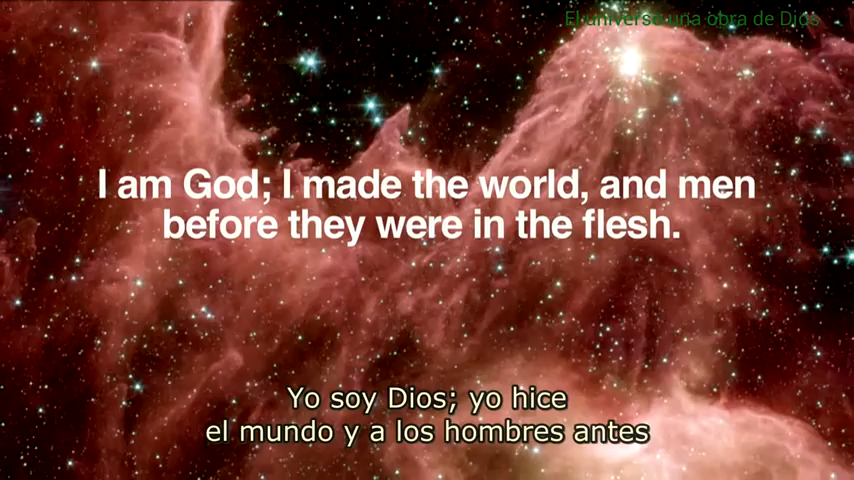 El universo una obra de Dios
I am God; I made the world, and men
before they were in the flesh.
Yo soy Dios; yo hice
el mundo y a los hombres antes